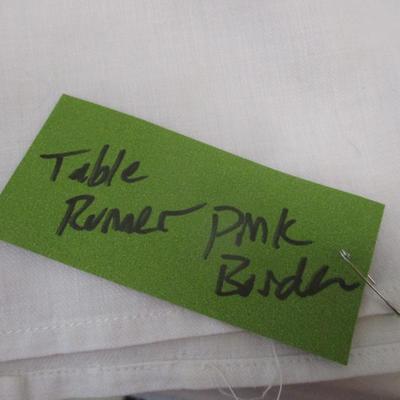 Table
Runner Pink
Border